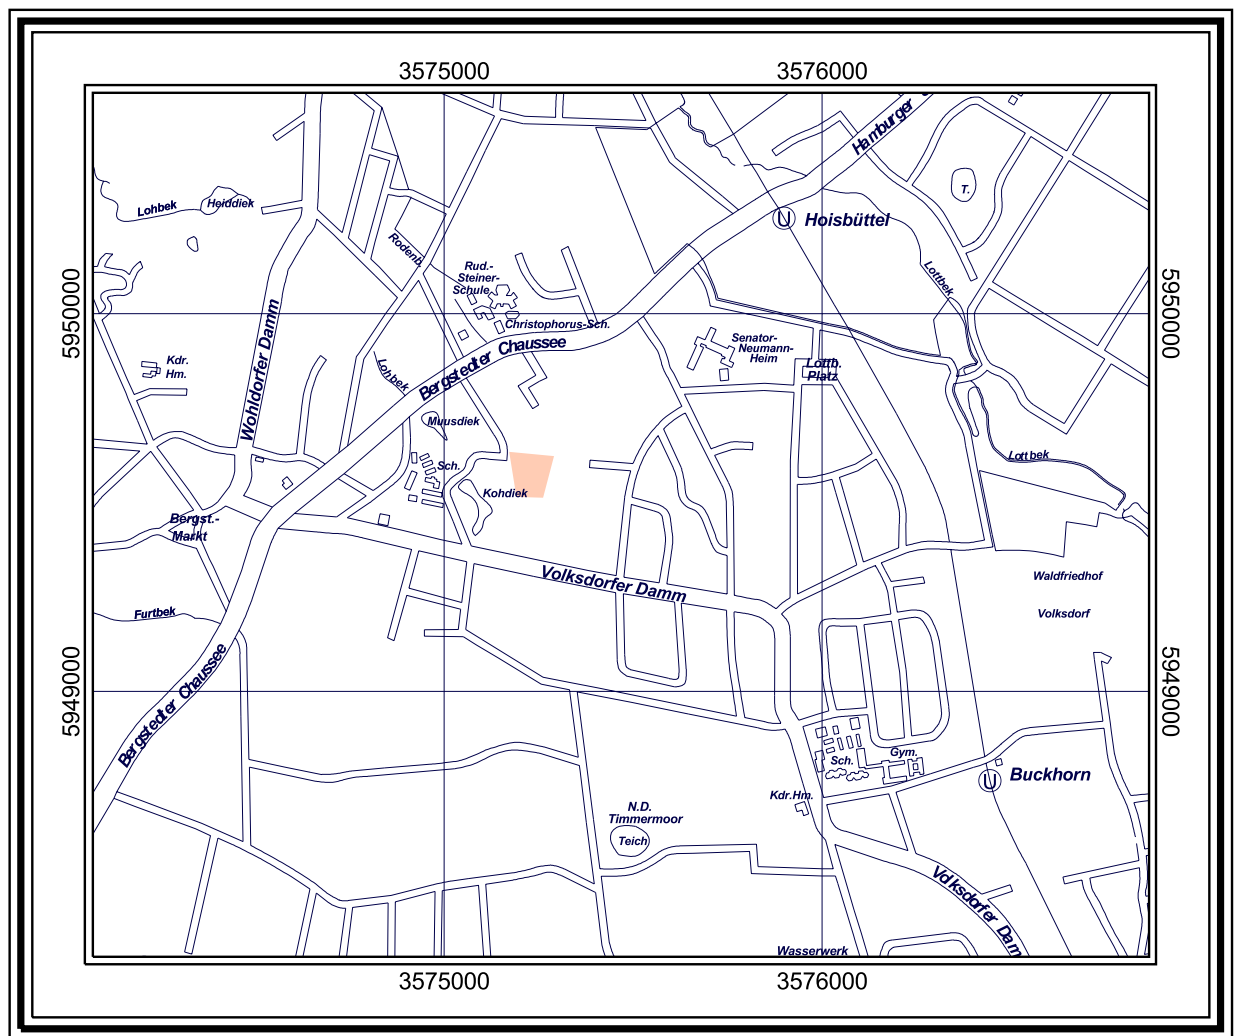 3575000
3576000
Hamburger
Lohbek
Heiddiek
T.
U
Hoisbüttel
Rodenb.
Rud.-
Steiner-
Schule
Lottbek
5950000
5950000
Christophorus-Sch.
Wohldorfer Damm
Bergstedter Chaussee
Senator-
Neumann-
Heim
Kdr.
Hm.
Lohbek
Lottb.
Platz
Muusdiek
Lottbek
Sch.
Kohdiek
Bergst.-
Markt
Volksdorfer Damm
Waldfriedhof
Volksdorf
Furtbek
5949000
5949000
Bergstedter Chaussee
Gym.
Sch.
U
Buckhorn
Kdr.Hm.
N.D.
Timmermoor
Teich
Volksdorfer Dam
Wasserwerk
3575000
3576000